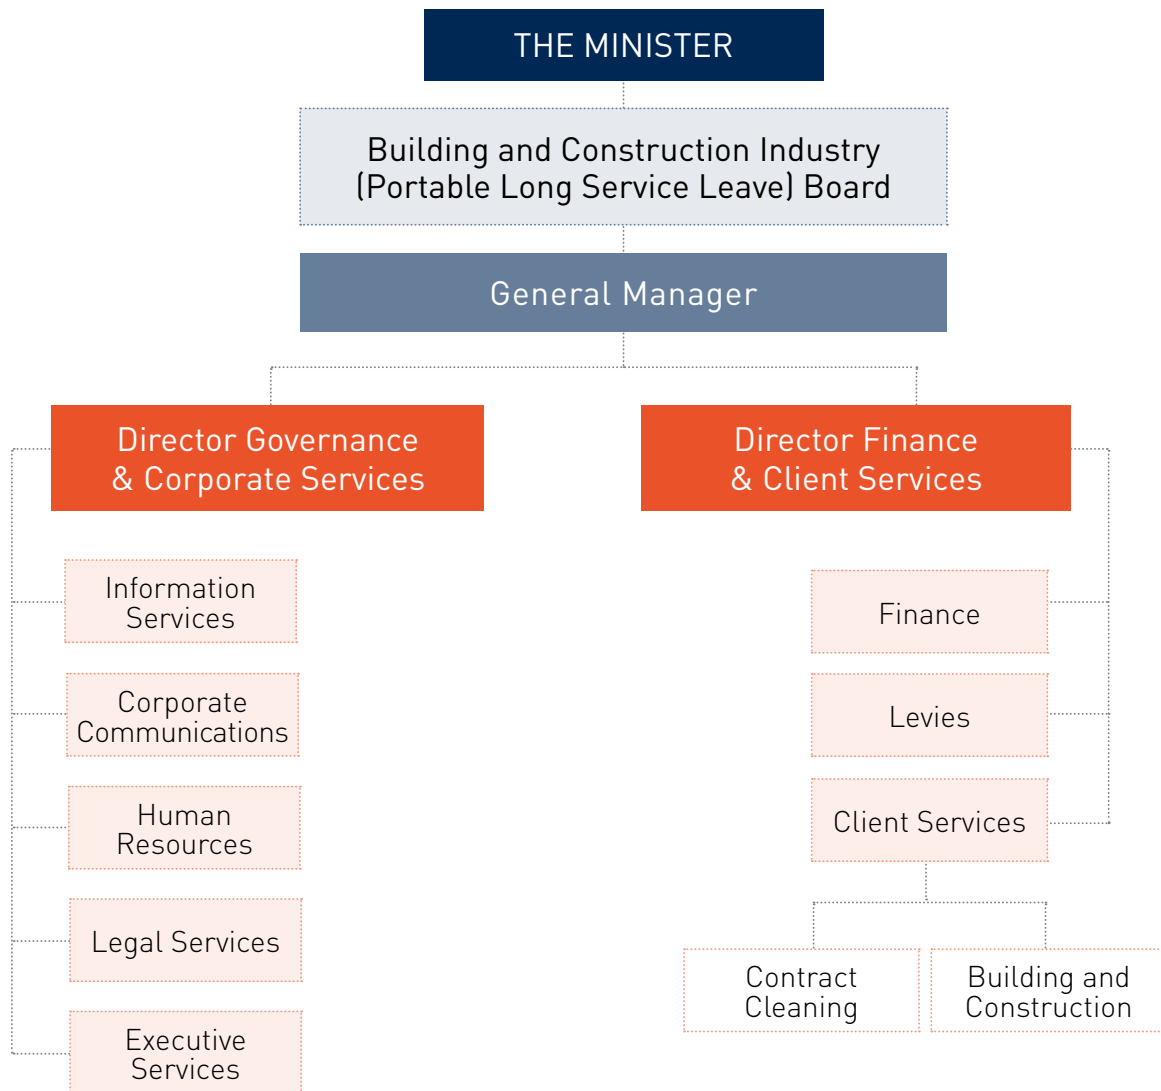 THE MINISTER
Building and Construction Industry
(Portable Long Service Leave) Board
General Manager
Director Governance
& Corporate Services
Information
Services
Corporate
Communications
Human
Resources
Legal Services
Executive
Services
Director Finance
& Client Services
Finance
Levies
Client Services
Contract
Cleaning
Building and
Construction